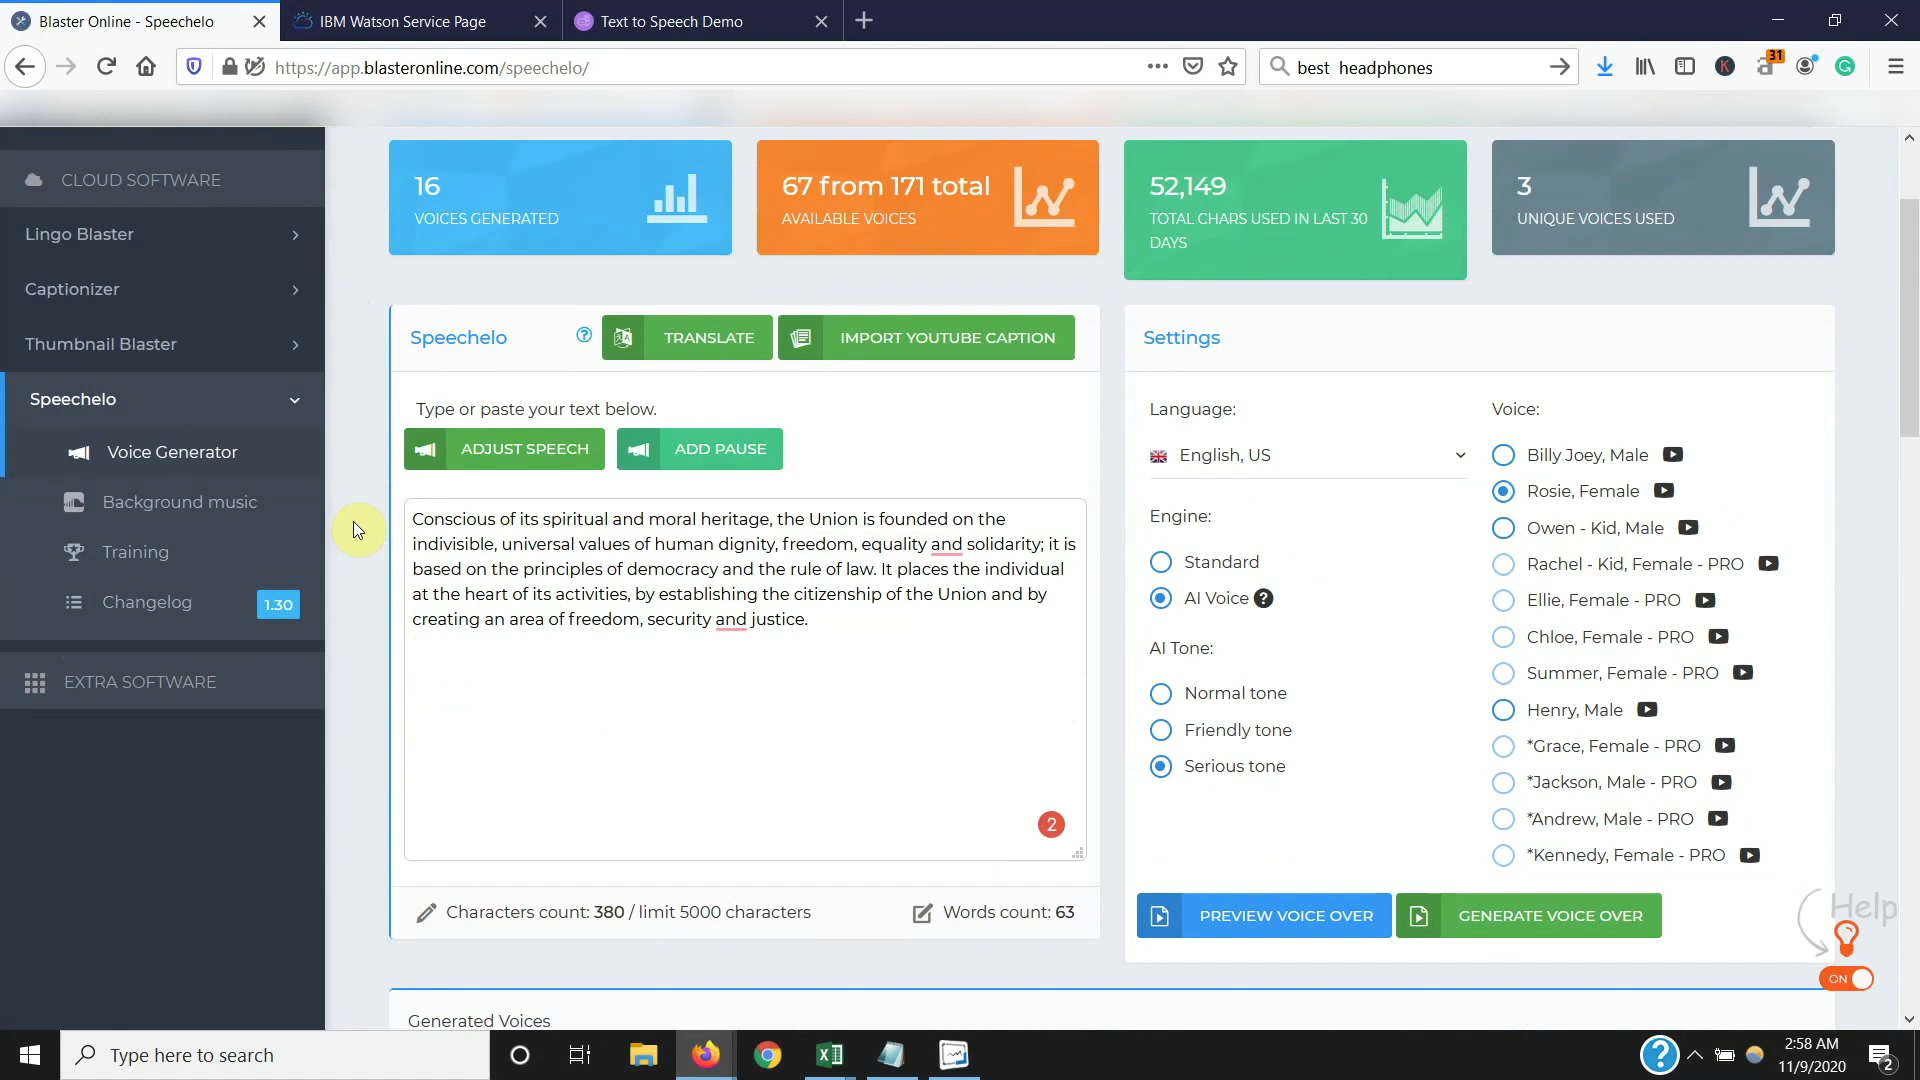 Blaster Online - Speechelo
IBM Watson Service Page
Text to Speech Demo
https://app.blasteronline.com/speechelo/
best headphones
31
CLOUD SOFTWARE
Lingo Blaster
Captionizer
Thumbnail Blaster
Speechelo
Voice Generator
Background music
Training
Changelog
1.30
EXTRA SOFTWARE
16
VOICES GENERATED
67 from 171 total
AVAILABLE VOICES
52,149
TOTAL CHARS USED IN LAST 30
DAYS
3
UNIQUE VOICES USED
Speechelo
TRANSLATE
IMPORT YOUTUBE CAPTION
Type or paste your text below.
ADJUST SPEECH
ADD PAUSE
Conscious of its spiritual and moral heritage, the Union is founded on the
indivisible, universal values of human dignity, freedom, equality and solidarity; it is
based on the principles of democracy and the rule of law. It places the individual
at the heart of its activities, by establishing the citizenship of the Union and by
creating an area of freedom, security and justice.
2
Characters count: 380 / limit 5000 characters
Words count: 63
Settings
Language:
English, US
Engine:
Standard
AI Voice
AI Tone:
Normal tone
Friendly tone
Serious tone
Voice:
Billy Joey, Male
Rosie, Female
Owen - Kid, Male
Rachel - Kid, Female - PRO
Ellie, Female - PRO
Chloe, Female - PRO
Summer, Female - PRO
Henry, Male
*Grace, Female - PRO
*Jackson, Male - PRO
*Andrew, Male - PRO
*Kennedy, Female - PRO
PREVIEW VOICE OVER
GENERATE VOICE OVER
Help
ON
Generated Voices
Type here to search
2:58 AM
11/9/2020
2